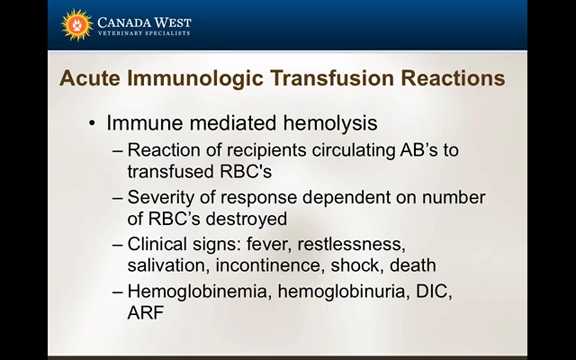 CANADA WEST
VETERINARY SPECIALISTS
Acute Immunologic Transfusion Reactions
• Immune mediated hemolysis
– Reaction of recipients circulating AB's to
transfused RBC's
– Severity of response dependent on number
of RBC's destroyed
– Clinical signs: fever, restlessness,
salivation, incontinence, shock, death
– Hemoglobinemia, hemoglobinuria, DIC,
ARF